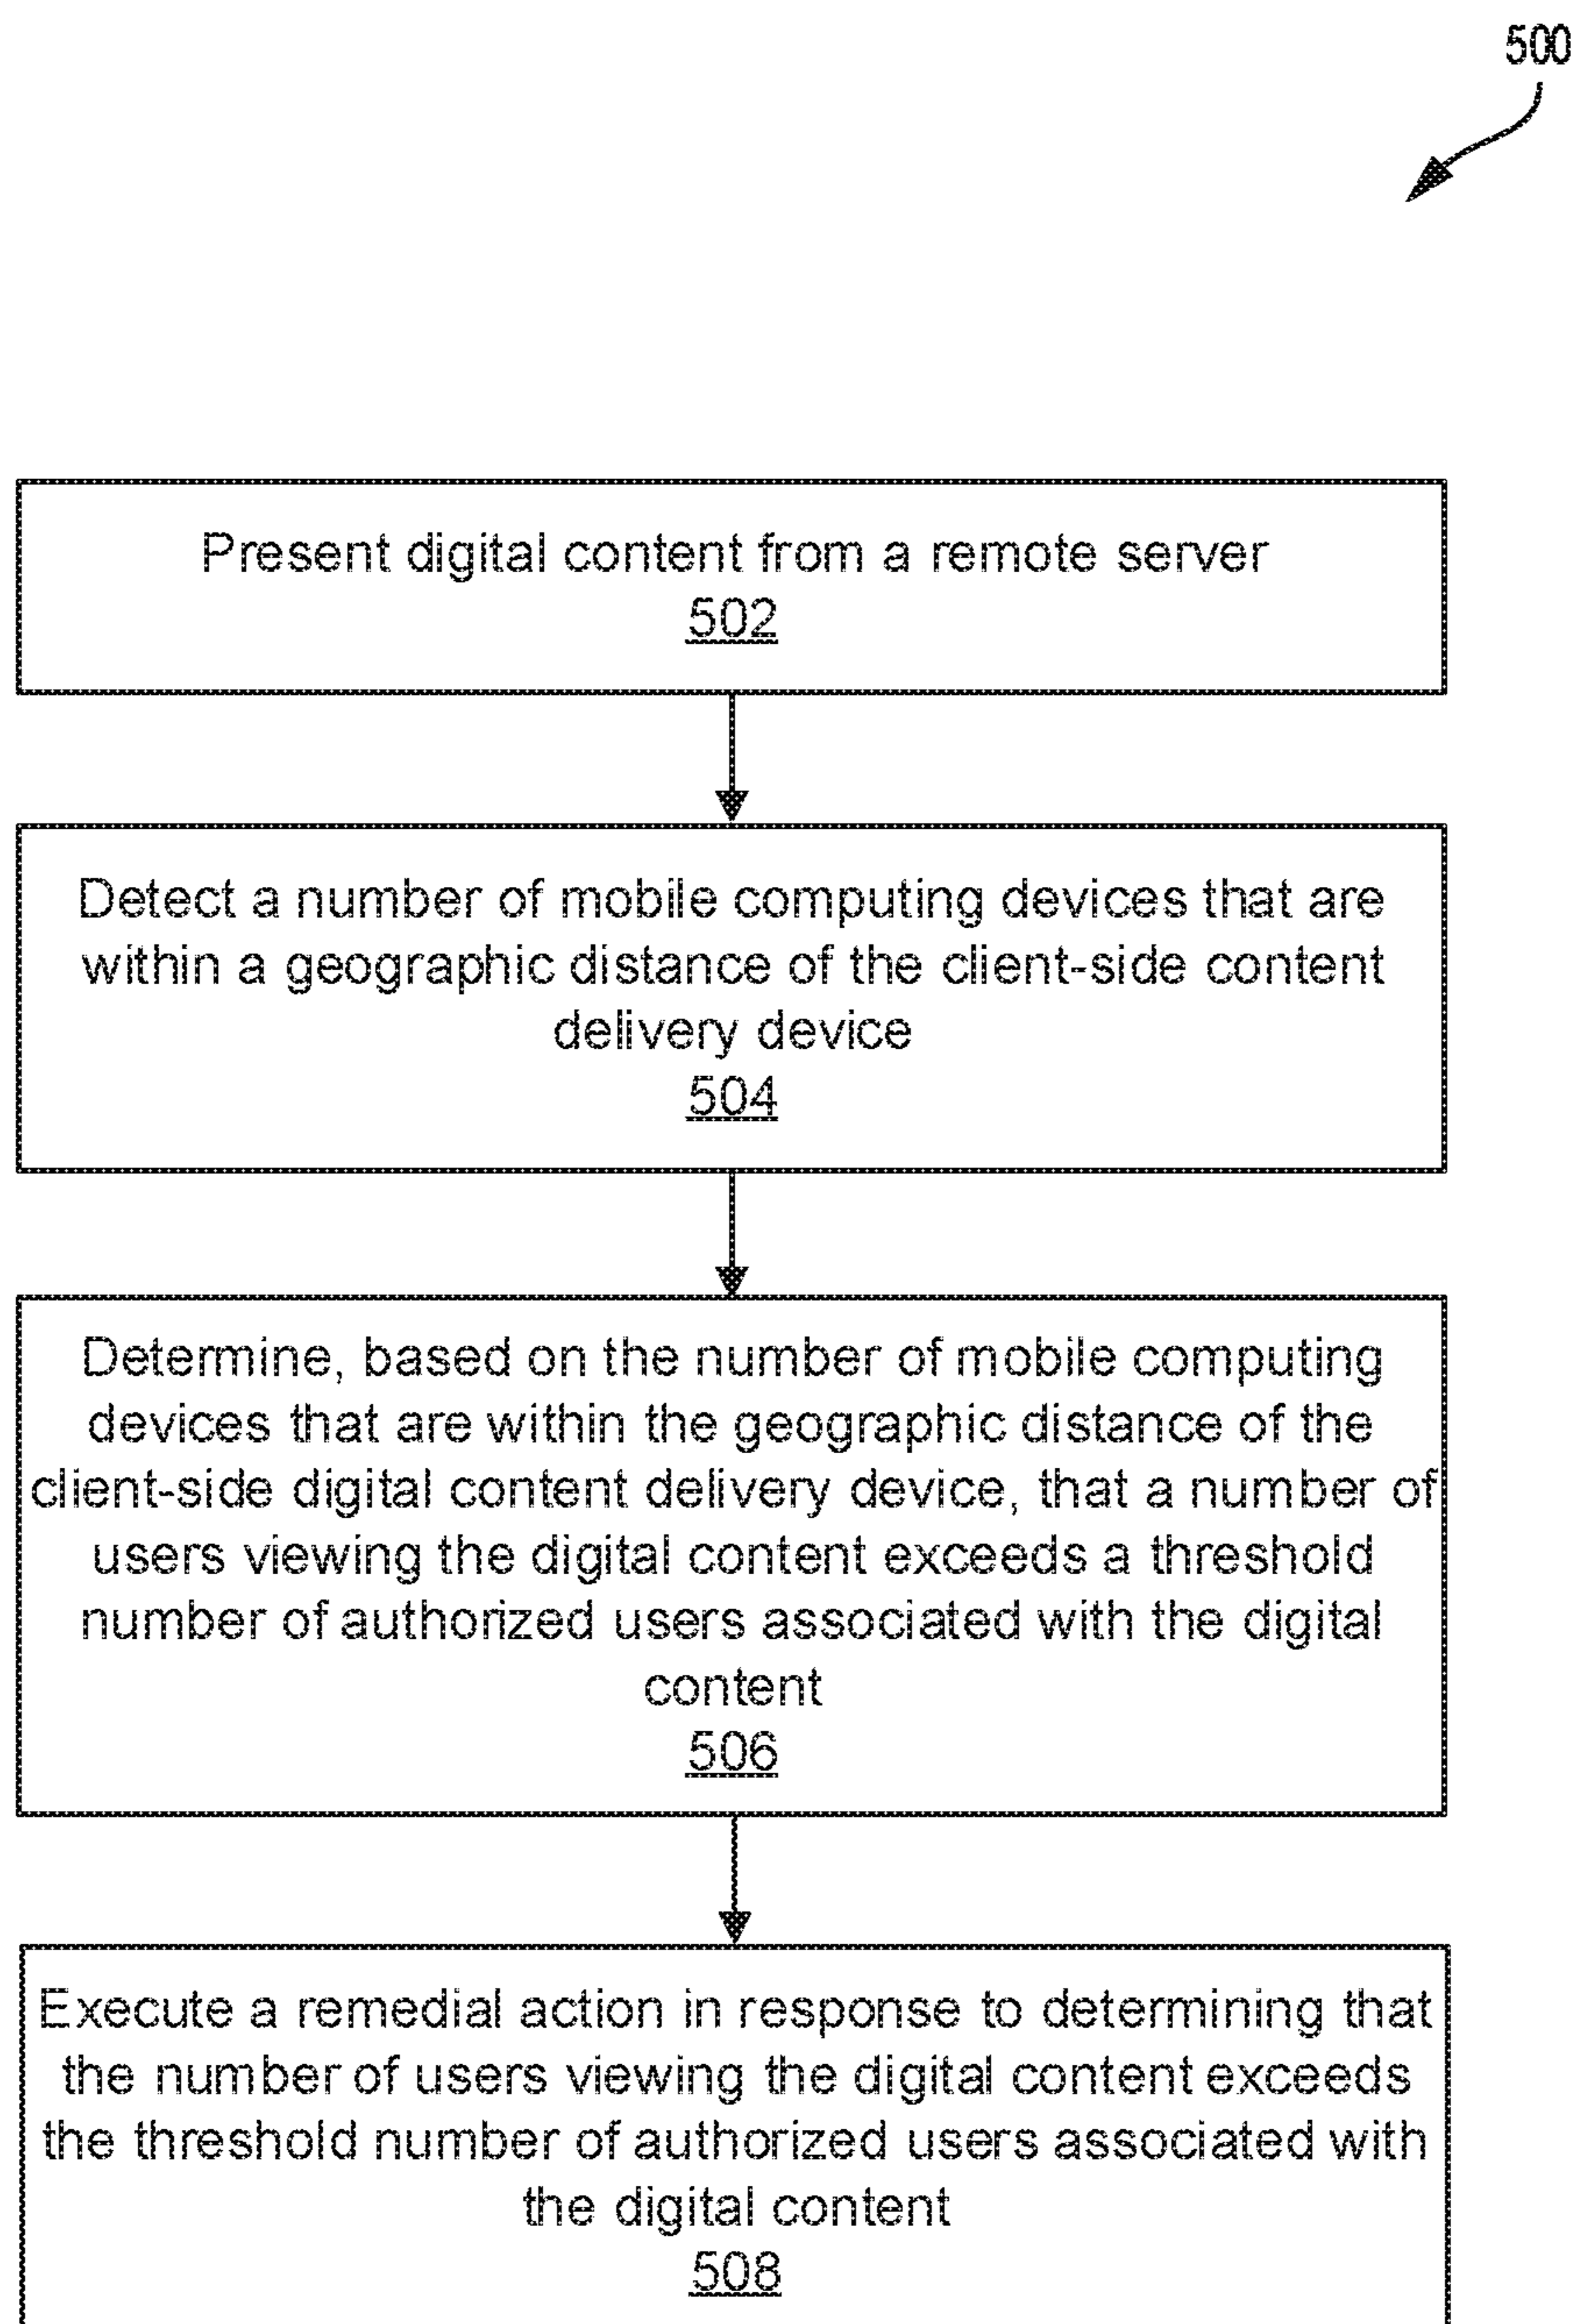 500
Present digital content from a remote server
502
Detect a number of mobile computing devices that are
within a geographic distance of the client-side content
delivery device
504
Determine, based on the number of mobile computing
devices that are within the geographic distance of the
client-side digital content delivery device, that a number of
users viewing the digital content exceeds a threshold
number of authorized users associated with the digital
content
506
Execute a remedial action in response to determining that
the number of users viewing the digital content exceeds
the threshold number of authorized users associated with
the digital content
508